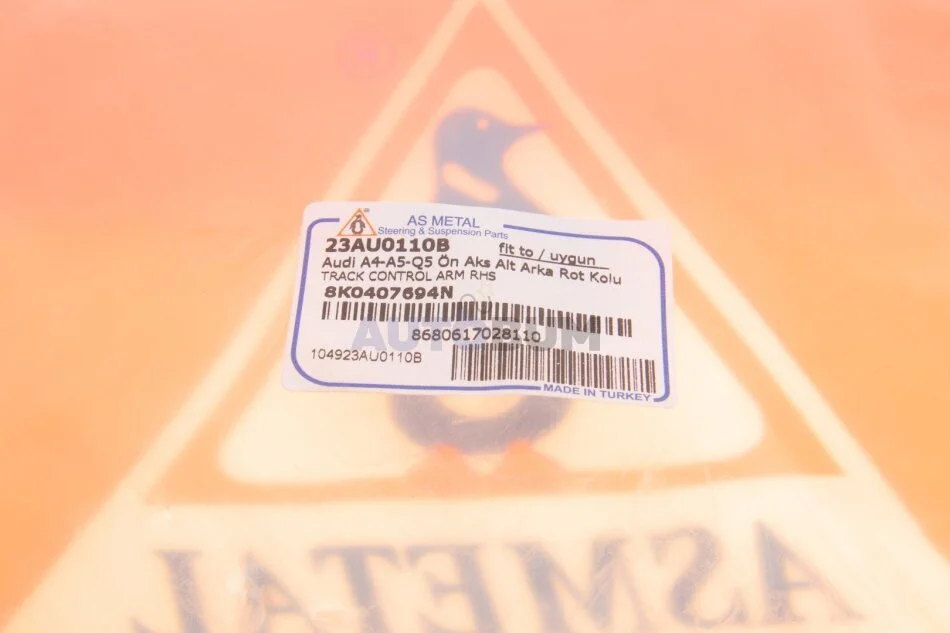 AS METAL
Steering & Suspension Parts
23AU0110B fit to / uygun
Audi A4-A5-Q5 Ön Aks Alt Arka Rot Kolu
TRACK CONTROL ARM RHS
8K0407694N
8680617028110
104923AU0110B
MADE IN TURKEY
ASMETAL